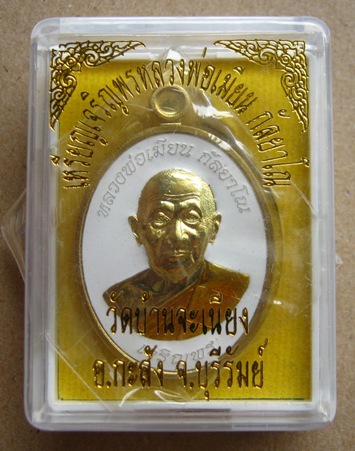 เหรียญเจริญพรหลวงพ่อเมียน กัลยาโณ
หลวงพ่อเมียน กัลยาโณ
วัดบ้านจะเนียง
อ.กะสัง จ.บุรีรัมย์